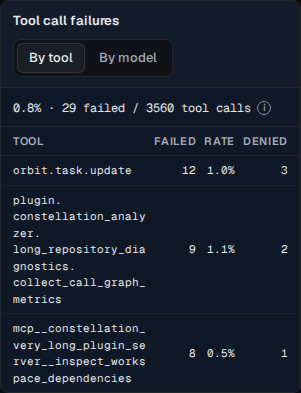 Tool call failures
By tool By model
0.8% · 29 failed / 3560 tool calls
TOOL FAILED RATE DENIED
orbit.task.update 12 1.0% 3
plugin.
constellation_analy
zer.
long_repository_dia
gnostics. 9 1.1% 2
collect_call_graph_
metrics
mcp__constellation_
very_long_plugin_se
rver__inspect_works 8 0.5% 1
pace_dependencies